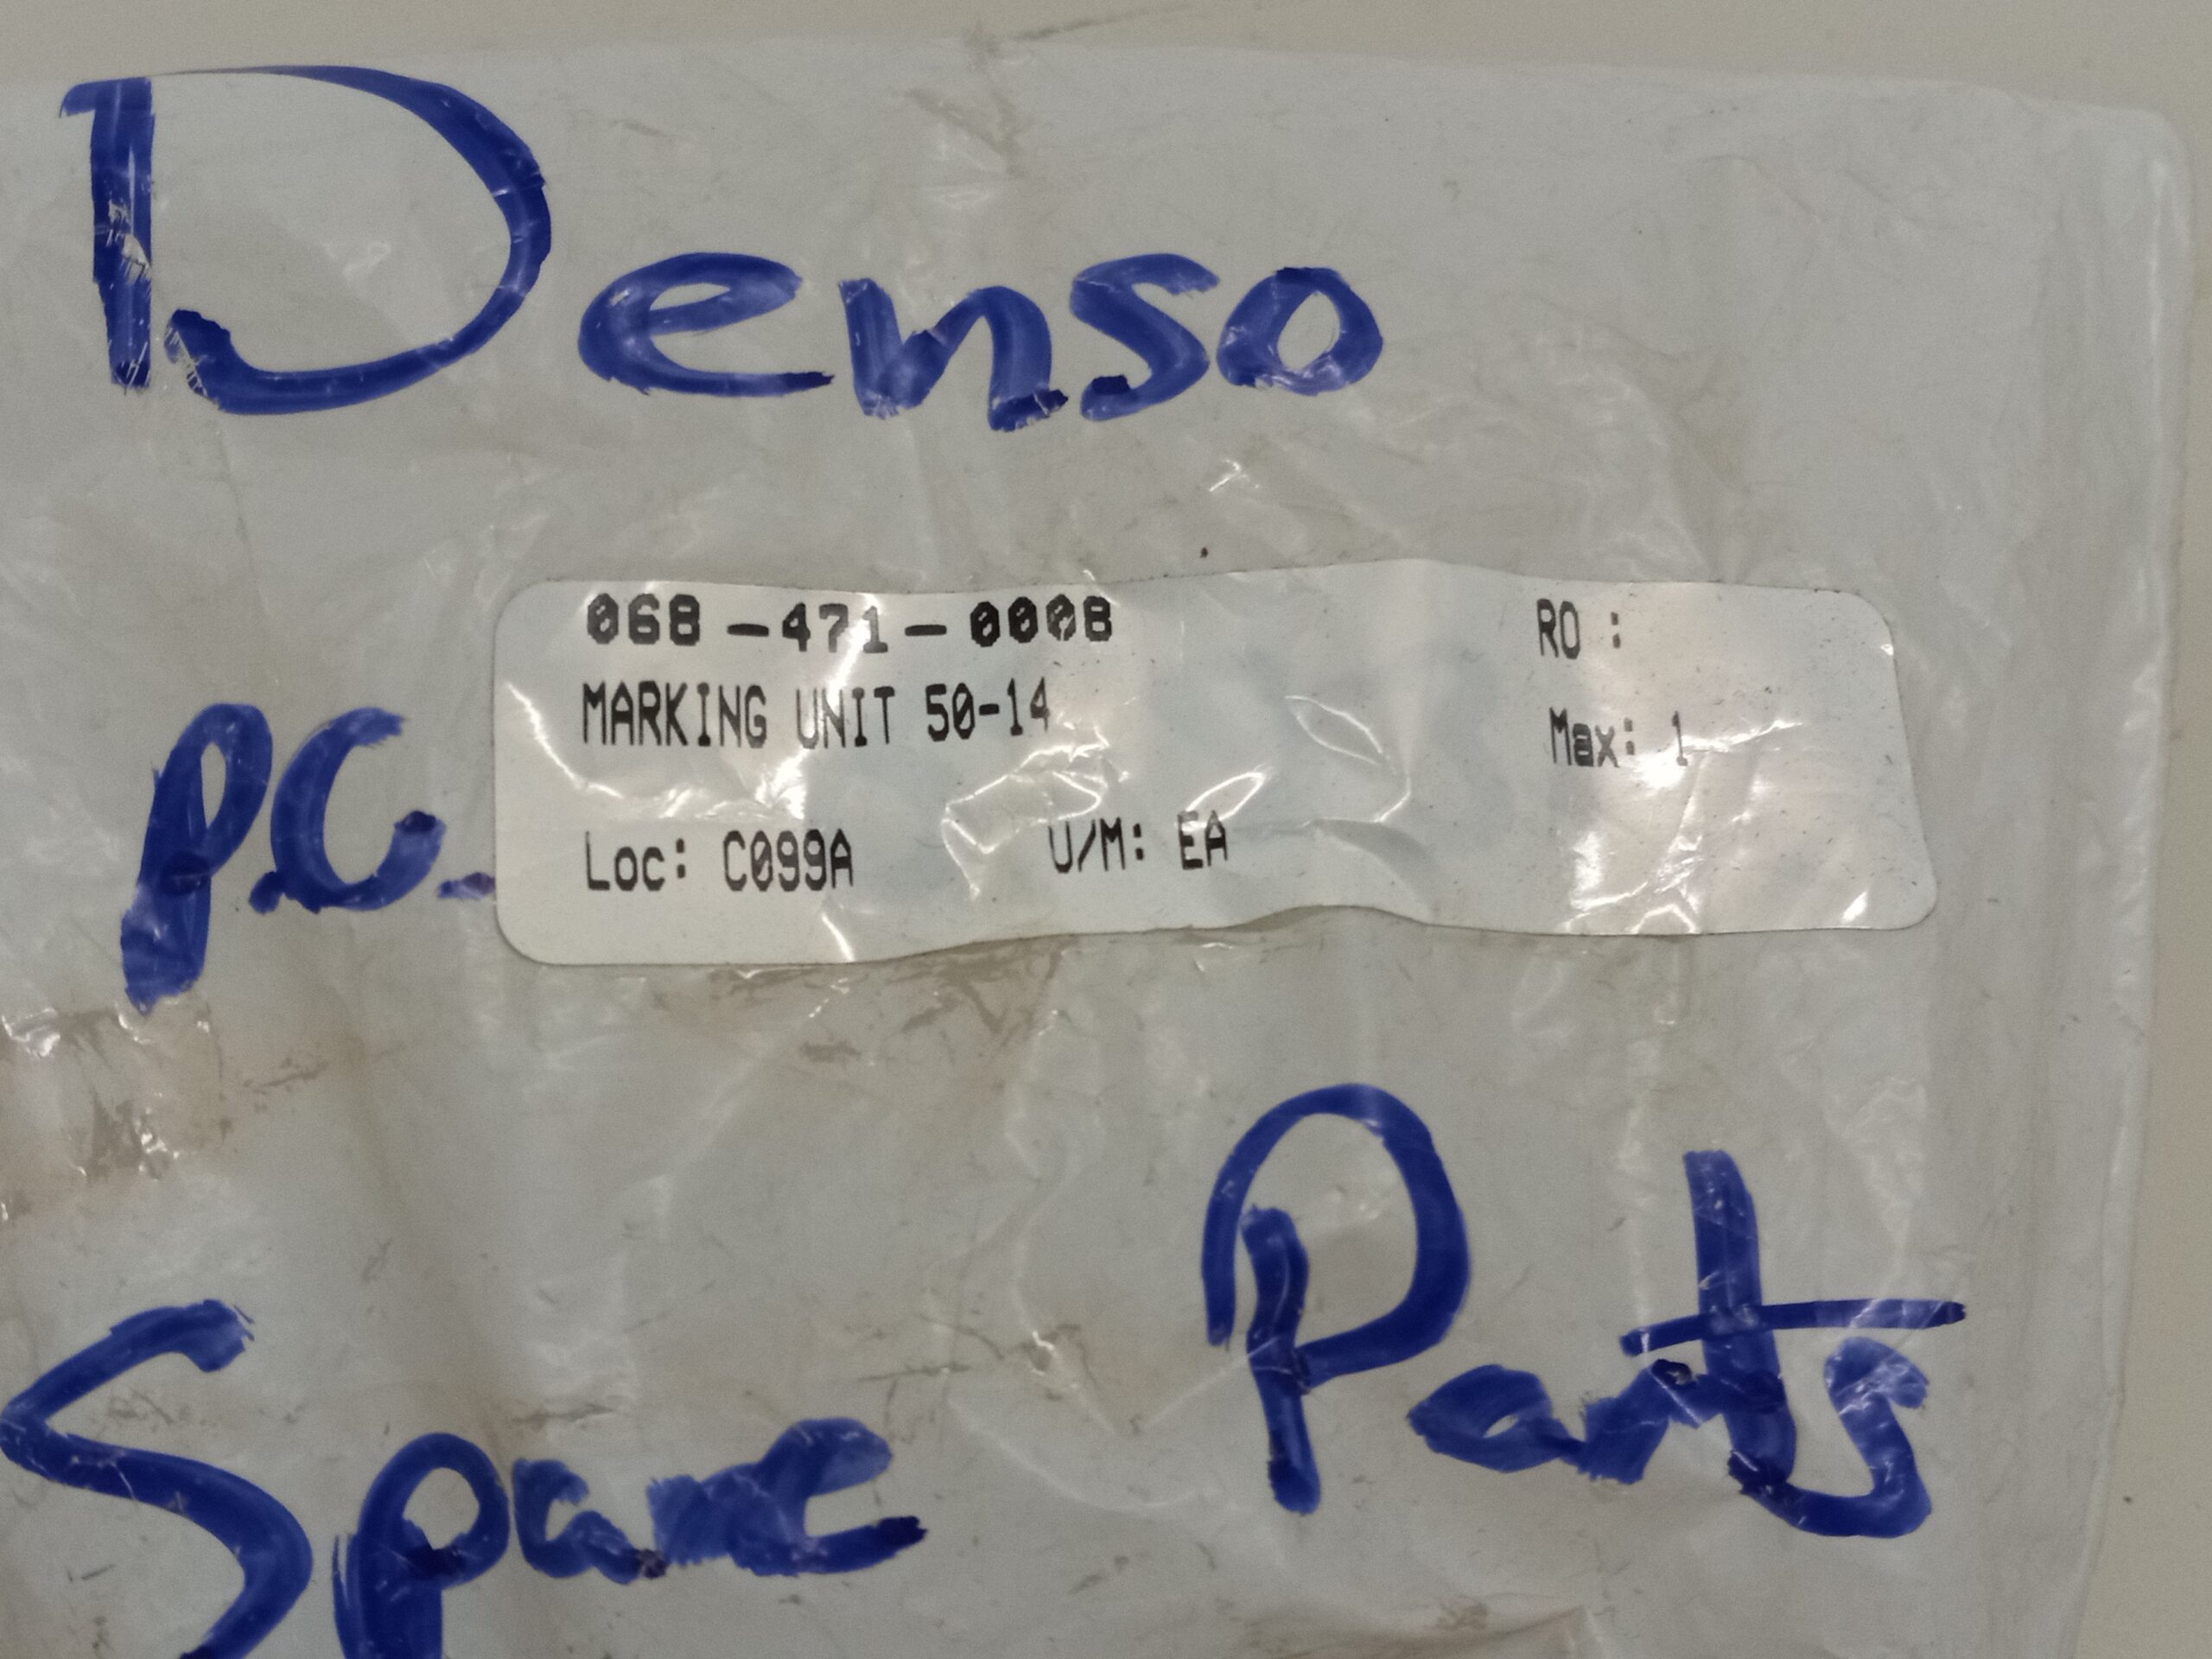 Denso
068-471-0008
RO :
MARKING UNIT 50-14
Max: 1
P.C.
Loc: C099A U/M: EA
Spare Parts